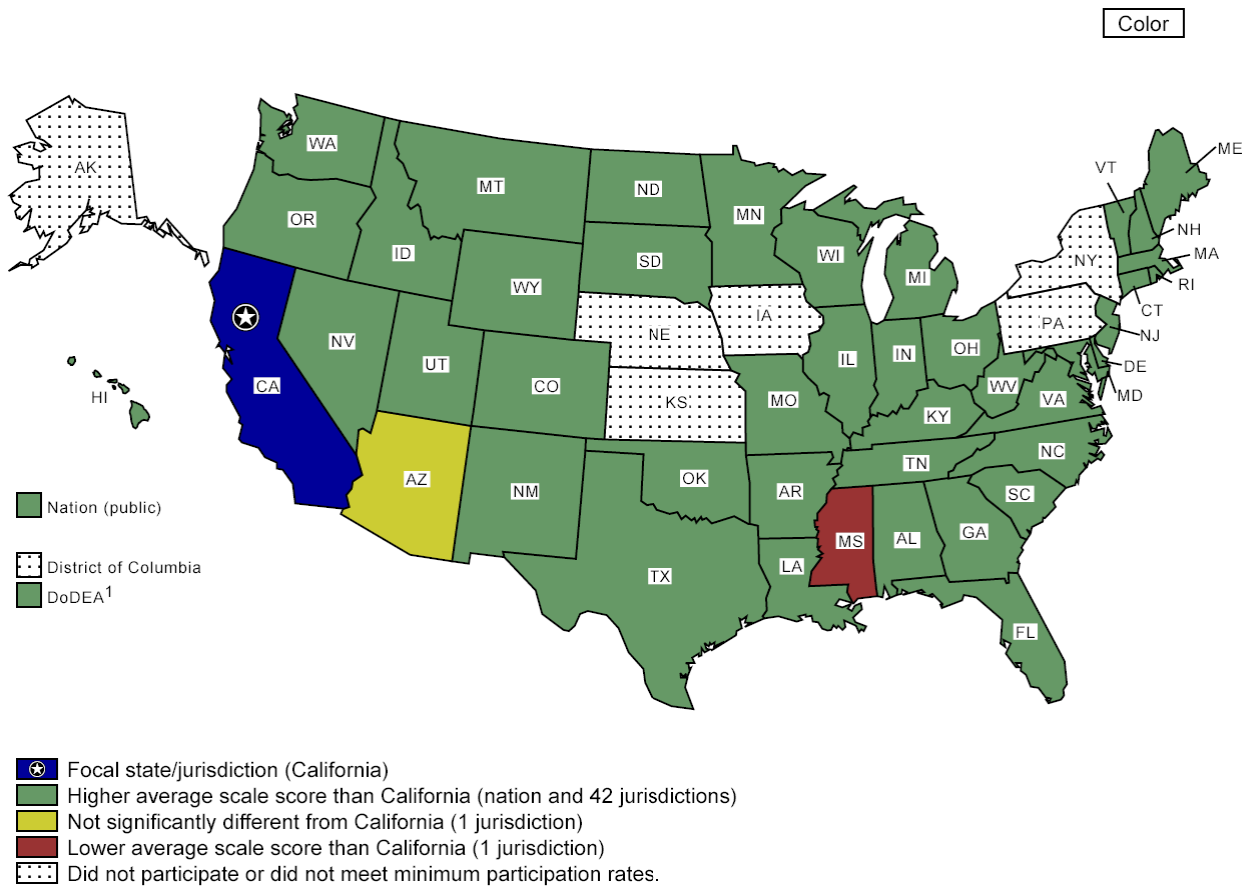 Color
AK
WA
MT
ND
MN
VT
ME
OR
ID
SD
WI
MI
NY
NH
MA
RI
CT
WY
NE
IA
PA
NJ
NV
UT
CO
IL
IN
OH
DE
MD
HI
CA
KS
MO
KY
WV
VA
AZ
NM
OK
AR
TN
NC
SC
Nation (public)
TX
LA
MS
AL
GA
District of Columbia
DoDEA1
FL
Focal state/jurisdiction (California)
Higher average scale score than California (nation and 42 jurisdictions)
Not significantly different from California (1 jurisdiction)
Lower average scale score than California (1 jurisdiction)
Did not participate or did not meet minimum participation rates.